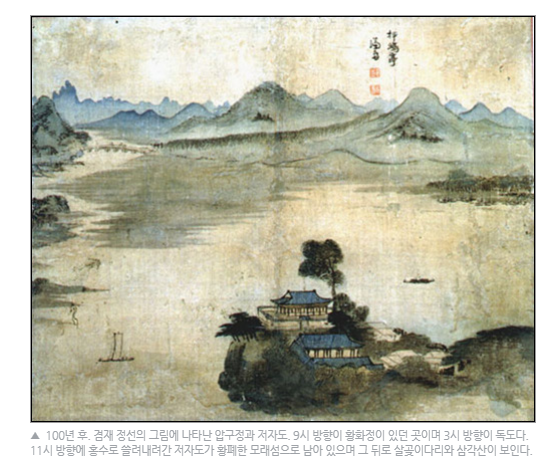 狎鷗亭
▲ 100년 후. 겸재 정선의 그림에 나타난 압구정과 저자도. 9시 방향이 황화정이 있던 곳이며 3시 방향이 독도다.
11시 방향에 홍수로 쓸려내려간 저자도가 황폐한 모래섬으로 남아 있으며 그 뒤로 살곶이다리와 삼각산이 보인다.